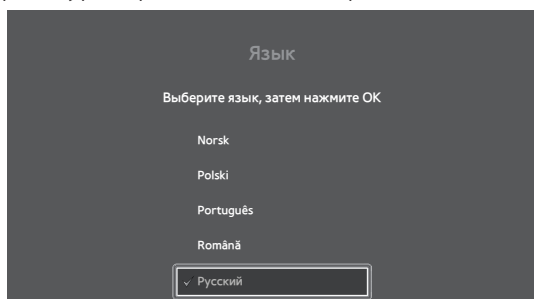 Язык
Выберите язык, затем нажмите OK
Norsk
Polski
Português
Română
Русский